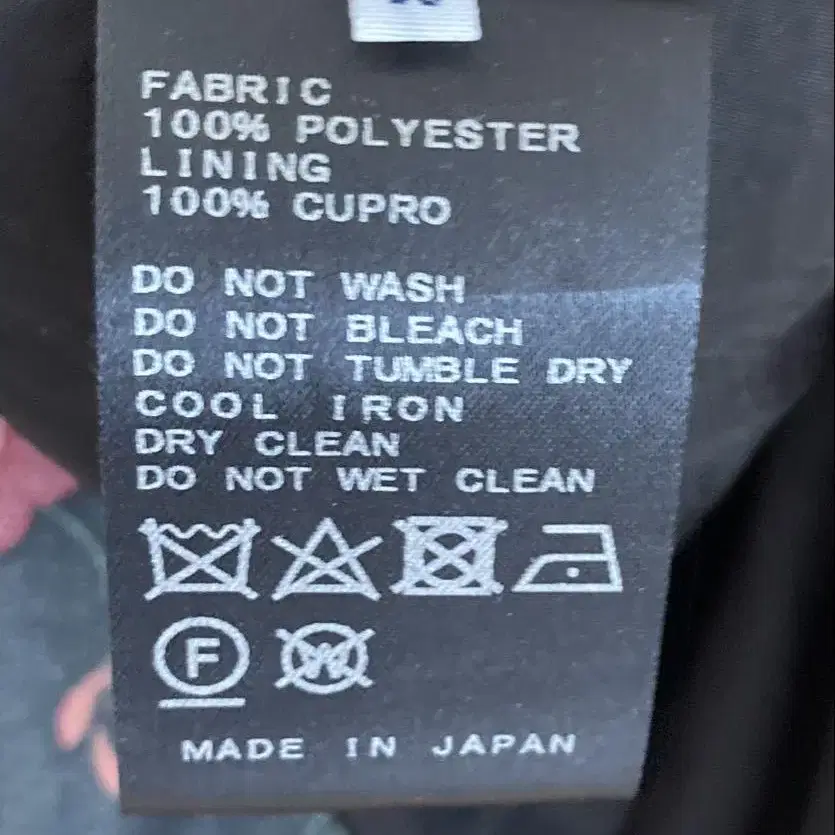 FABRIC
100% POLYESTER
LINING
100% CUPRO
DO NOT WASH
DO NOT BLEACH
DO NOT TUMBLE DRY
COOL IRON
DRY CLEAN
DO NOT WET CLEAN
F W
MADE IN JAPAN